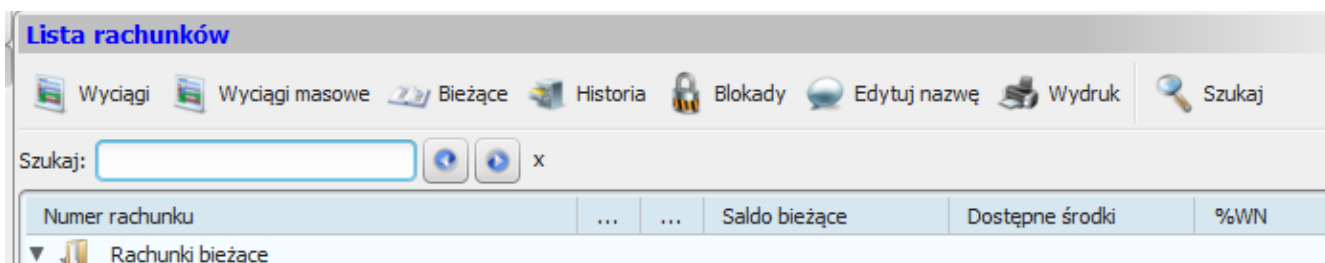 Lista rachunków
Wyciągi Wyciągi masowe Bieżące Historia Blokady Edytuj nazwę Wydruk Szukaj
Szukaj: x
Numer rachunku ... ... Saldo bieżące Dostępne środki %WN
Rachunki bieżące